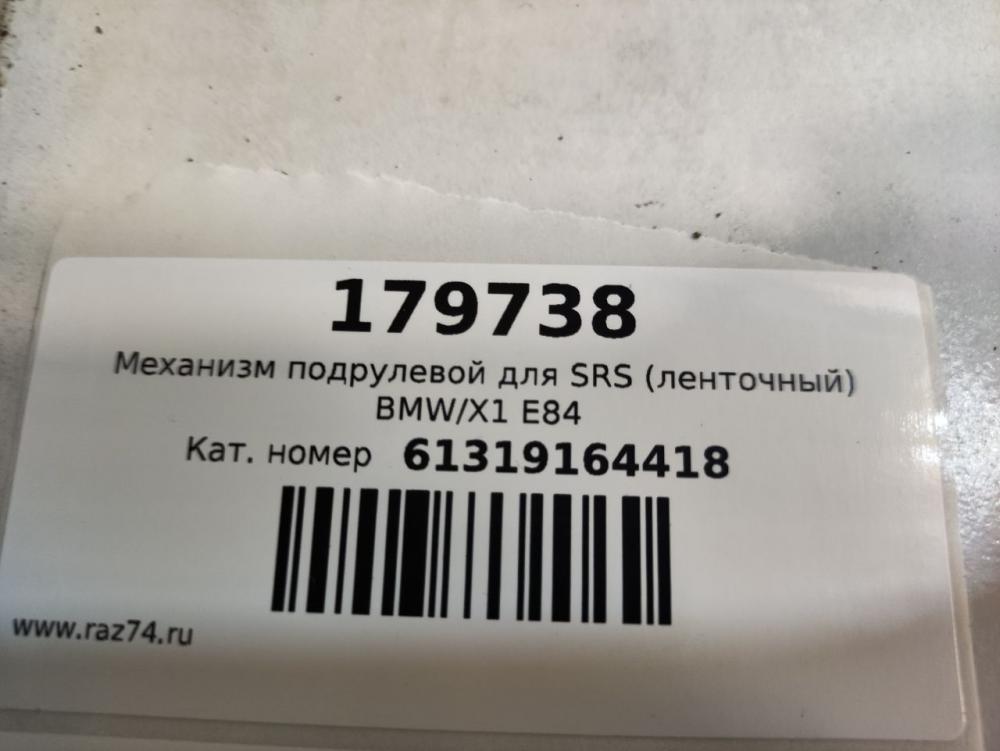 179738
Механизм подрулевой для SRS (ленточный)
BMW/X1 E84
Кат. номер 61319164418
www.raz74.ru